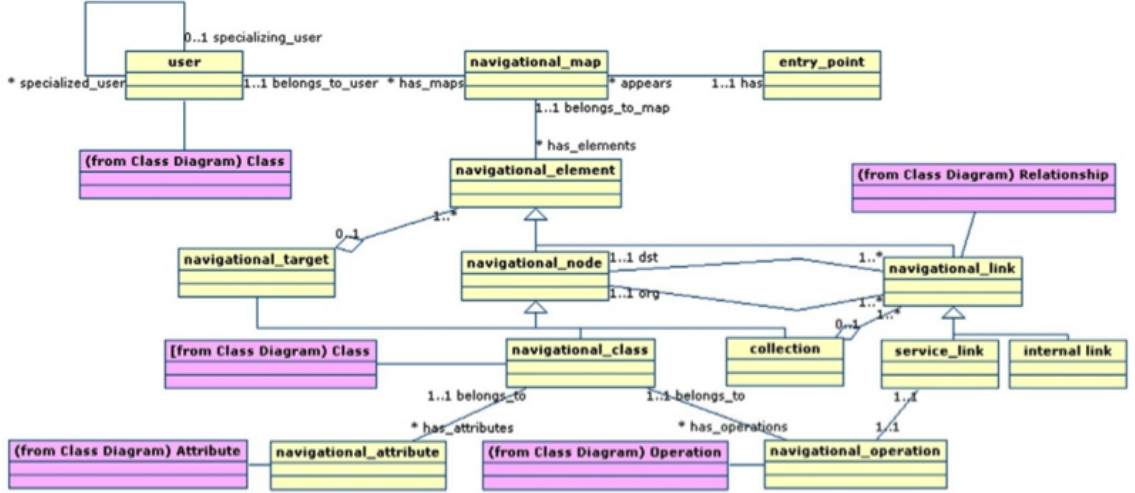 0..1 specializing_user
user
navigational_map
entry_point
* specialized_user
1..1 belongs_to_user
* has_maps
* appears
1..1 has
1..1 belongs_to_map
* has_elements
(from Class Diagram) Class
navigational_element
(from Class Diagram) Relationship
1..*
0..1
navigational_target
navigational_node
1..1 dst
1..*
navigational_link
1..1 org
1..*
1..*
0..1
[from Class Diagram) Class
navigational_class
collection
service_link
internal link
1..1 belongs_to
1..1 belongs_to
1..1
* has_attributes
* has_operations
1..1
(from Class Diagram) Attribute
navigational_attribute
(from Class Diagram) Operation
navigational_operation